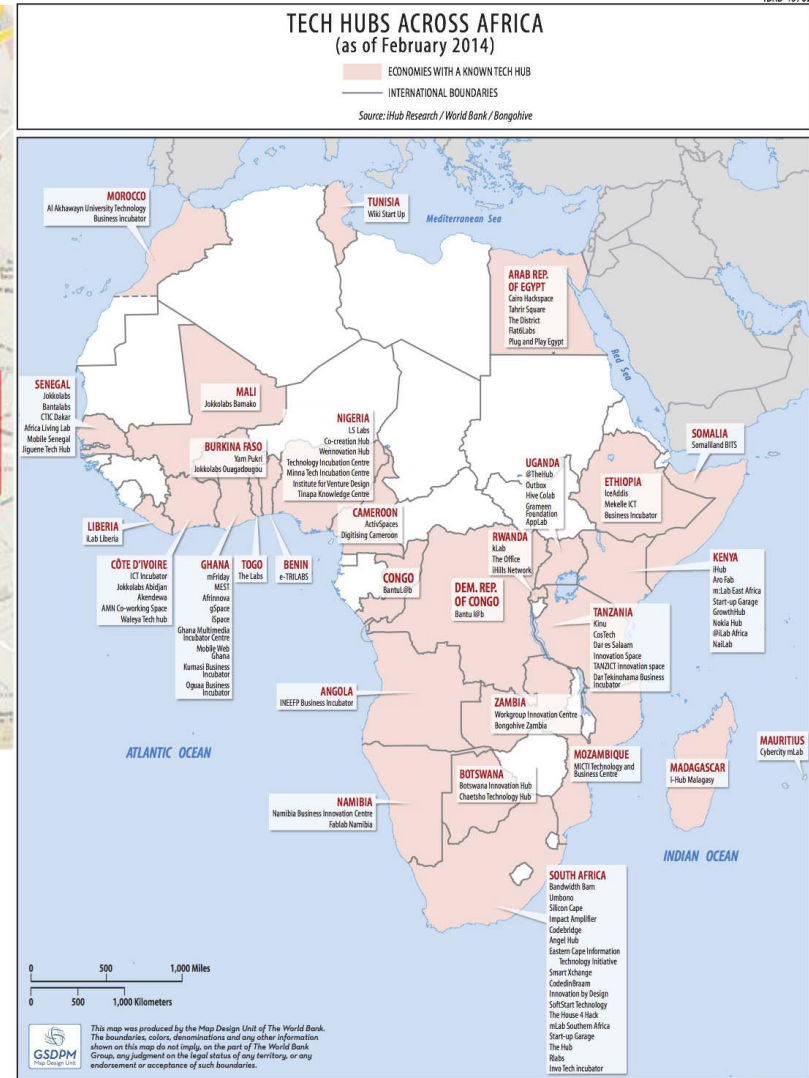 TECH HUBS ACROSS AFRICA
(as of February 2014)
ECONOMIES WITH A KNOWN TECH HUB
INTERNATIONAL BOUNDARIES
Source: iHub Research / World Bank / Bongohive
MOROCCO
Al Akhawayn University Technology
Business incubator
TUNISIA
Wiki Start Up
Mediterranean Sea
ARAB REP.
OF EGYPT
Cairo Hackspace
Tahrir Square
The District
Flat6Labs
Plug and Play Egypt
Red Sea
SENEGAL
Jokkolabs
Bantalabs
CTIC Dakar
Africa Living Lab
Mobile Senegal
Jiguene Tech Hub
MALI
Jokkolabs Bamako
BURKINA FASO
Yam Pukri
Jokkolabs Ouagadougou
NIGERIA
L5 Labs
Co-creation Hub
Wennovation Hub
Technology Incubation Centre
Minna Tech Incubation Centre
Institute for Venture Design
Tinapa Knowledge Centre
CAMEROON
ActivSpaces
Digitising Cameroon
UGANDA
@TheHub
Outbox
Hive Colab
Grameen
Foundation
AppLab
SOMALIA
Somaliland BITS
ETHIOPIA
IceAddis
Mekelle ICT
Business Incubator
LIBERIA
iLab Liberia
CÔTE D'IVOIRE
ICT Incubator
Jokkolabs Abidjan
Akendewa
AMN Co-working Space
Waleya Tech hub
GHANA
mFriday
MEST
Afrinnova
gSpace
iSpace
Ghana Multimedia
Incubator Centre
Mobile Web
Ghana
Kumasi Business
Incubator
Oguaa Business
Incubator
TOGO
The Labs
BENIN
e-TRILABS
CONGO
BantuL@b
DEM. REP.
OF CONGO
Bantu l@b
RWANDA
kLab
The Office
iHills Network
KENYA
iHub
Aro Fab
m:Lab East Africa
Start-up Garage
GrowthHub
Nokia Hub
@iLab Africa
NaiLab
TANZANIA
Kinu
CosTech
Dar es Salaam
Innovation Space
TANZICT innovation space
Dar Tekinohama Business
Incubator
ANGOLA
INEEFP Business Incubator
ZAMBIA
Workgroup Innovation Centre
Bongohive Zambia
MOZAMBIQUE
MICTI Technology and
Business Centre
MADAGASCAR
I-Hub Malagasy
MAURITIUS
Cybercity mLab
ATLANTIC OCEAN
BOTSWANA
Botswana Innovation Hub
Chaetsho Technology Hub
NAMIBIA
Namibia Business Innovation Centre
Fablab Namibia
INDIAN OCEAN
SOUTH AFRICA
Bandwidth Barn
Umbono
Silicon Cape
Impact Amplifier
Codebridge
Angel Hub
Eastern Cape Information
Technology Initiative
Smart Xchange
CodedinBraam
Innovation by Design
SoftStart Technology
The House 4 Hack
mLab Southern Africa
Start-up Garage
The Hub
Rlabs
Invo Tech incubator
0 500 1,000 Miles
0 500 1,000 Kilometers
GSDPM
Map Design Unit
This map was produced by the Map Design Unit of The World Bank.
The boundaries, colors, denominations and any other information
shown on this map do not imply, on the part of The World Bank
Group, any judgment on the legal status of any territory, or any
endorsement or acceptance of such boundaries.